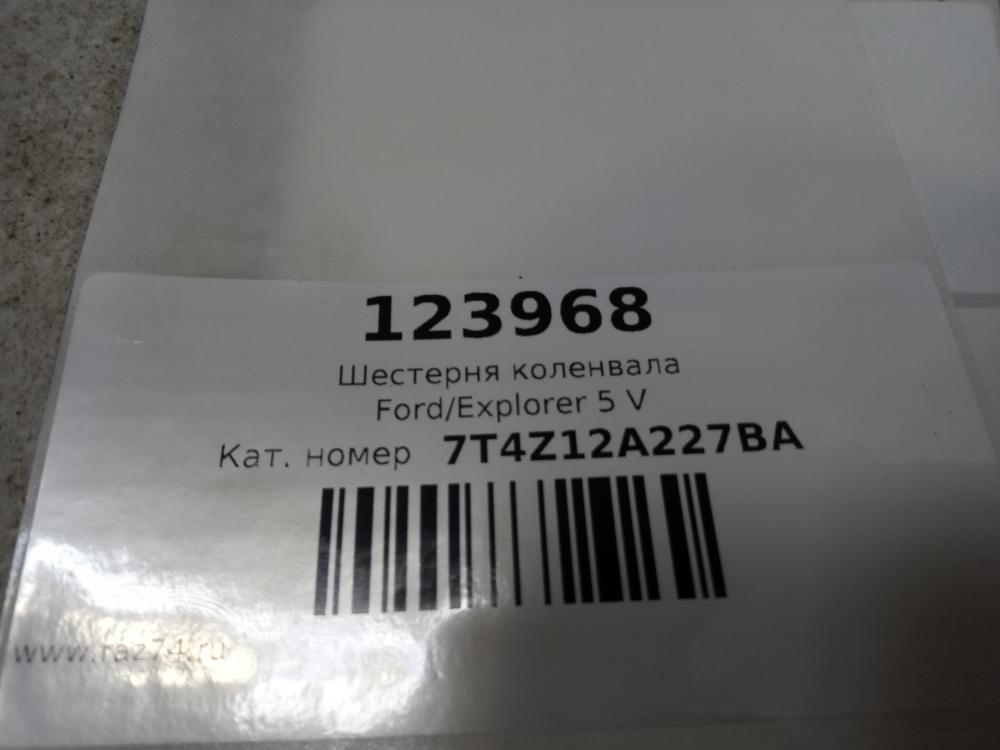 123968
Шестерня коленвала
Ford/Explorer 5 V
Кат. номер 7T4Z12A227BA
www.raz74.ru